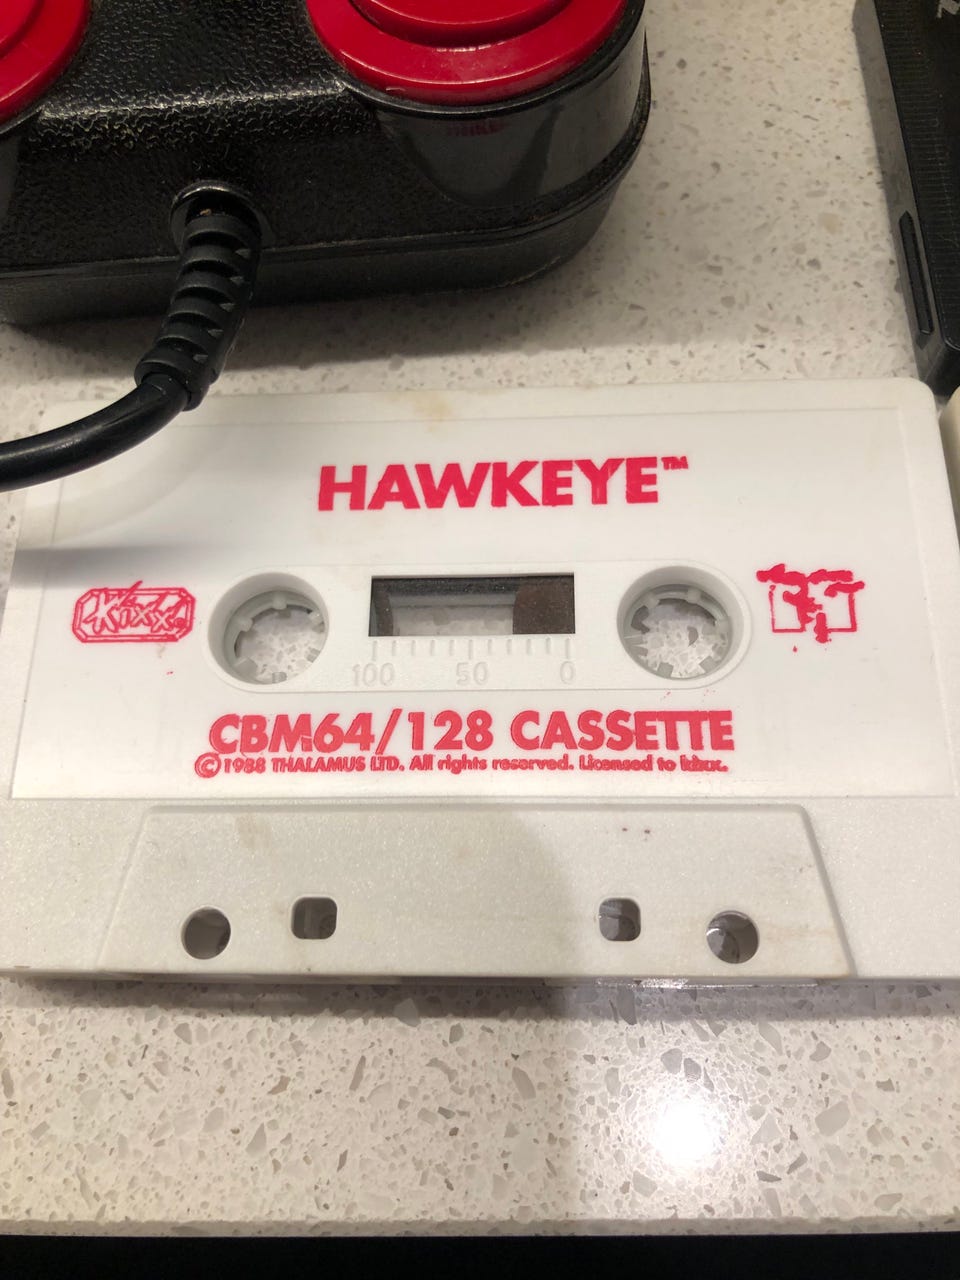 HAWKEYE™
Kixx.
100 50 0
CBM64/128 CASSETTE
©1988 THALAMUS LTD. All rights reserved. Licensed to kixx.